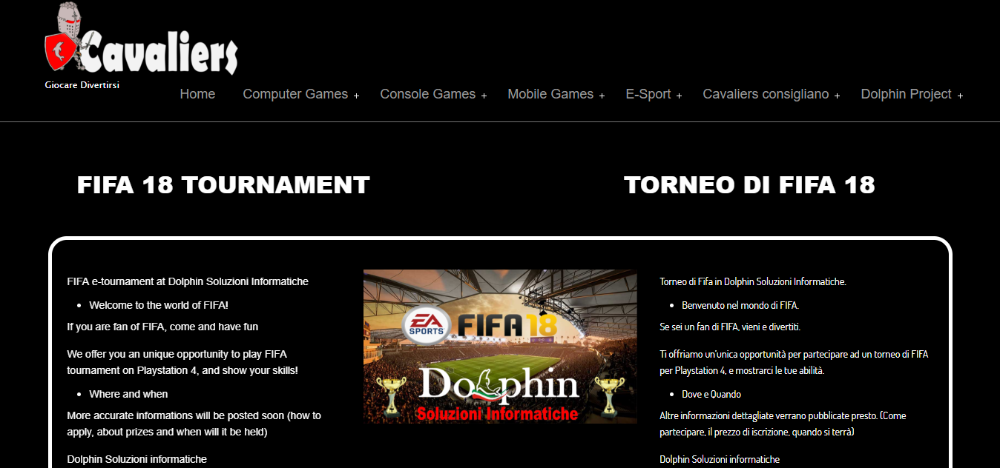 Cavaliers
Giocare Divertirsi
Home
Computer Games +
Console Games +
Mobile Games +
E-Sport +
Cavaliers consigliano +
Dolphin Project +
FIFA 18 TOURNAMENT
TORNEO DI FIFA 18
FIFA e-tournament at Dolphin Soluzioni Informatiche
• Welcome to the world of FIFA!
If you are fan of FIFA, come and have fun
We offer you an unique opportunity to play FIFA
tournament on Playstation 4, and show your skills!
• Where and when
More accurate informations will be posted soon (how to
apply, about prizes and when will it be held)
Dolphin Soluzioni informatiche
EA
SPORTS
FIFA 18
Dolphin
Soluzioni Informatiche
Torneo di Fifa in Dolphin Soluzioni Informatiche.
• Benvenuto nel mondo di FIFA.
Se sei un fan di FIFA, vieni e divertiti.
Ti offriamo un'unica opportunità per partecipare ad un torneo di FIFA
per Playstation 4, e mostrarci le tue abilità.
• Dove e Quando
Altre informazioni dettagliate verrano pubblicate presto. (Come
partecipare, il prezzo di iscrizione, quando si terrà)
Dolphin Soluzioni informatiche